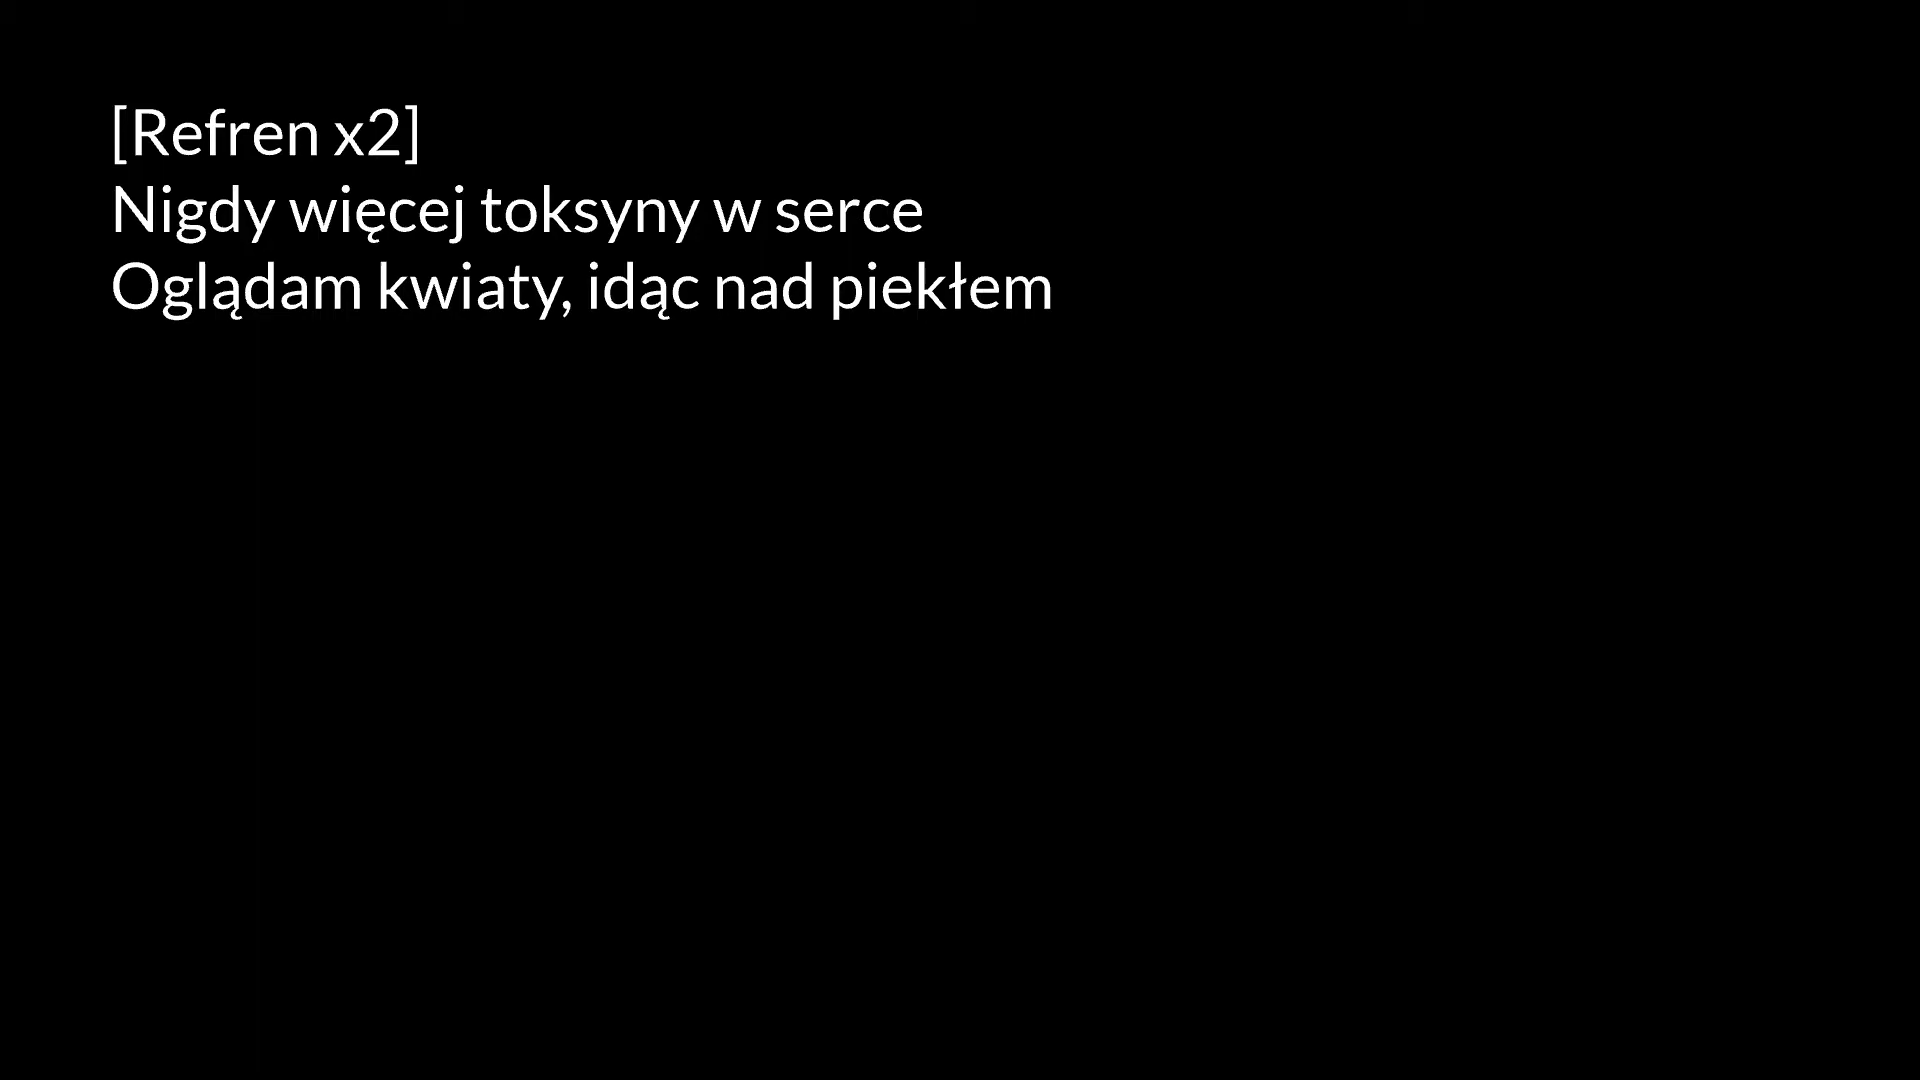 [Refren x2]
Nigdy więcej toksyny w serce
Oglądam kwiaty, idąc nad piekłem